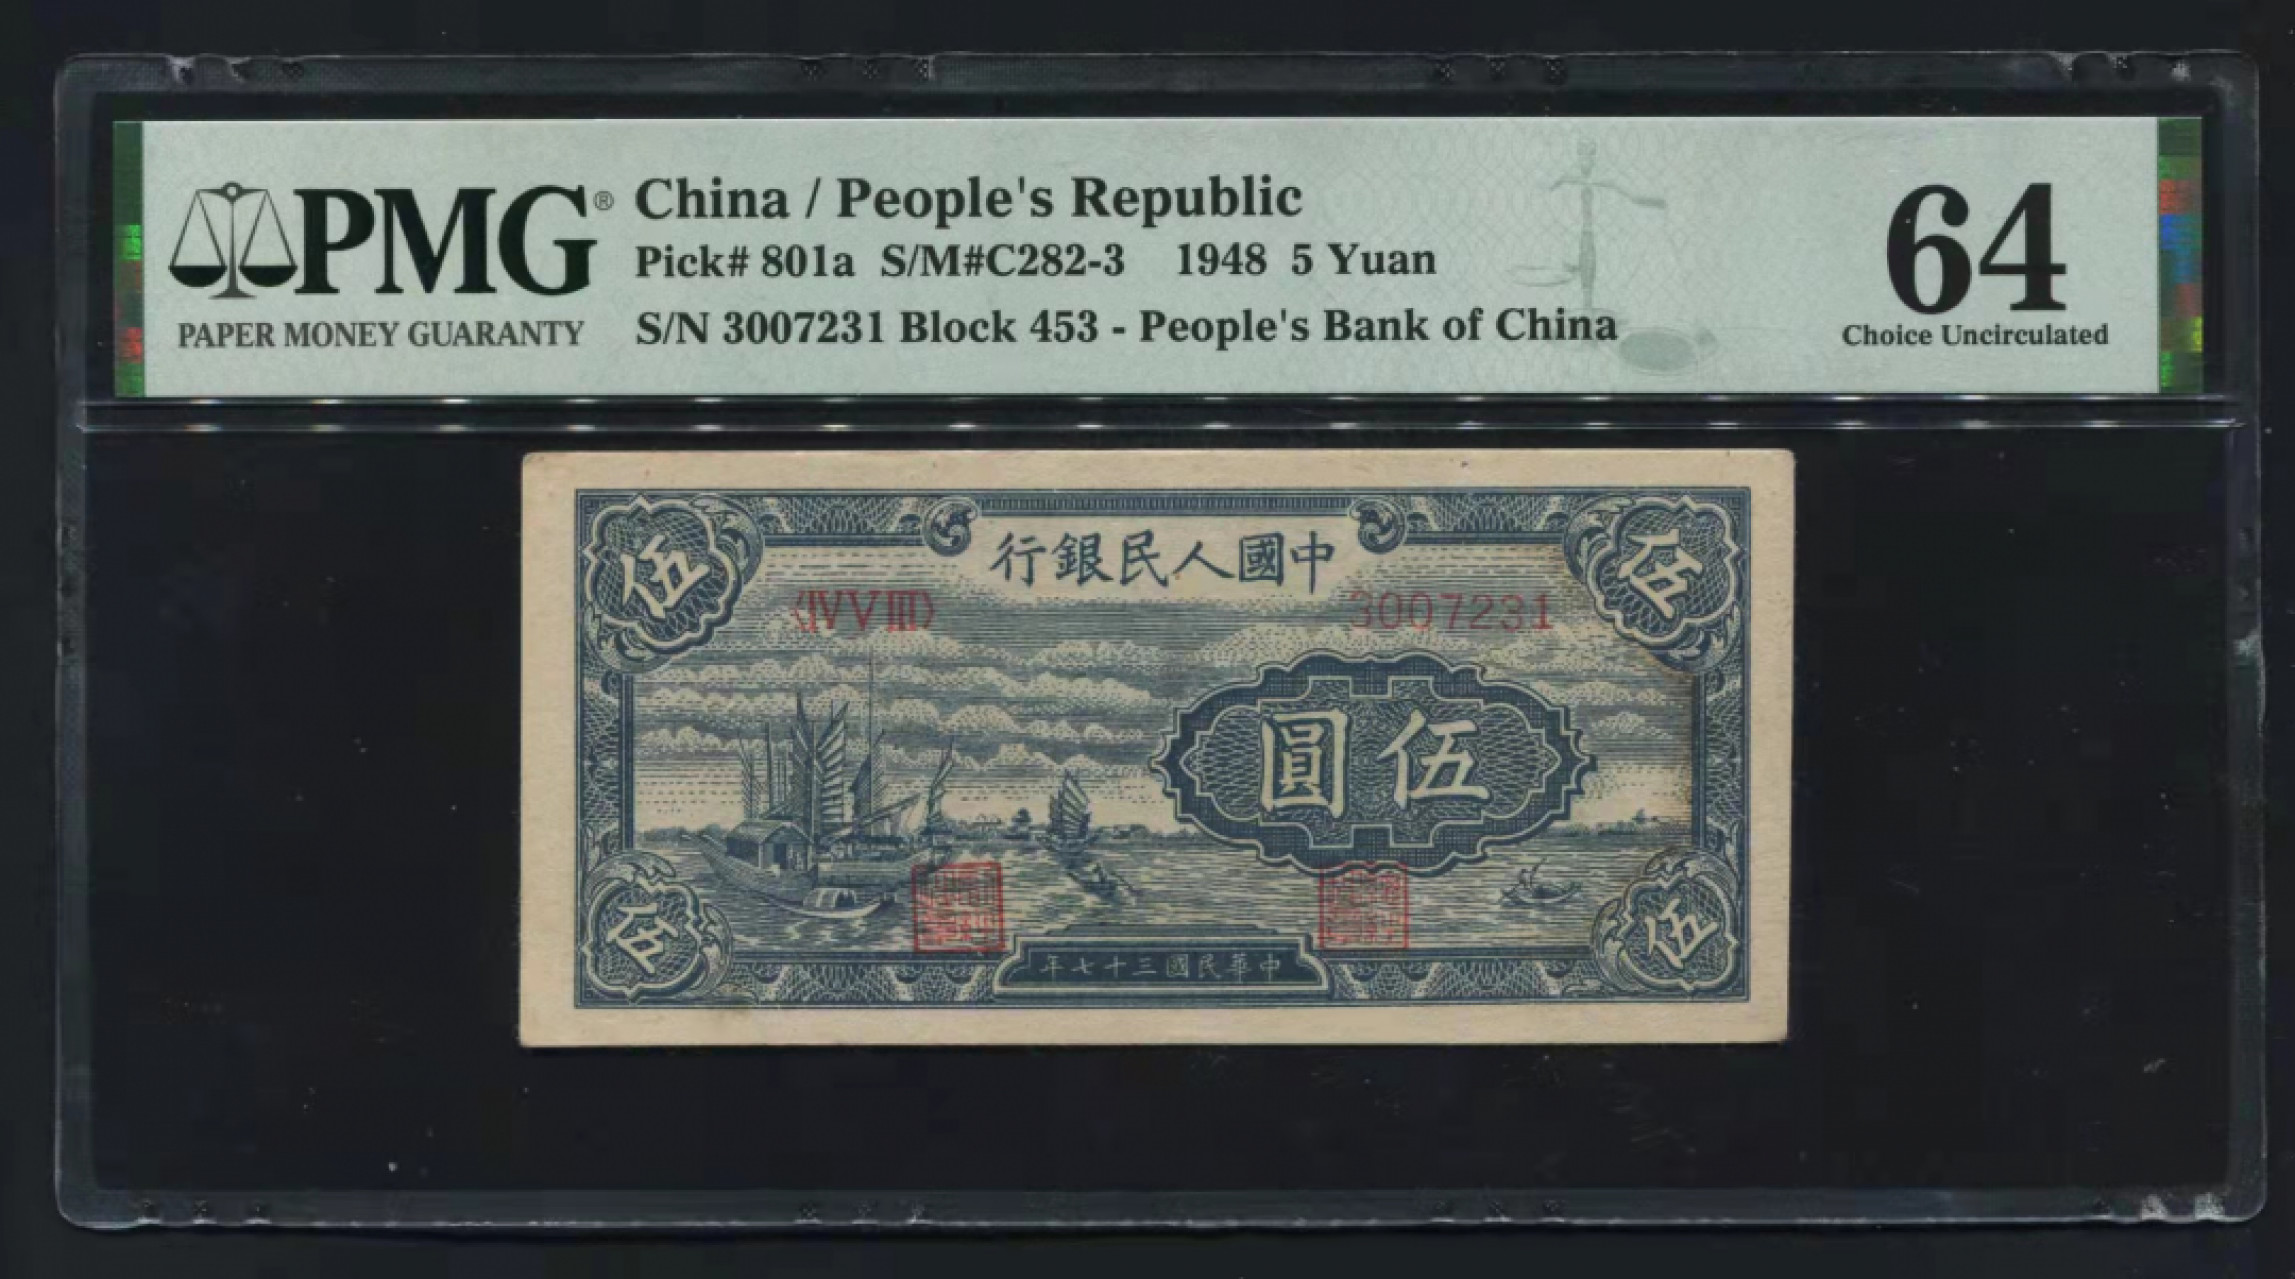 PMG®
PAPER MONEY GUARANTY
China / People's Republic
Pick# 801a S/M#C282-3 1948 5 Yuan
S/N 3007231 Block 453 - People's Bank of China
64
Choice Uncirculated
伍
行銀民人國中
伍
(IV V III)
3007231
圓伍
伍
年七十三國民華中
伍